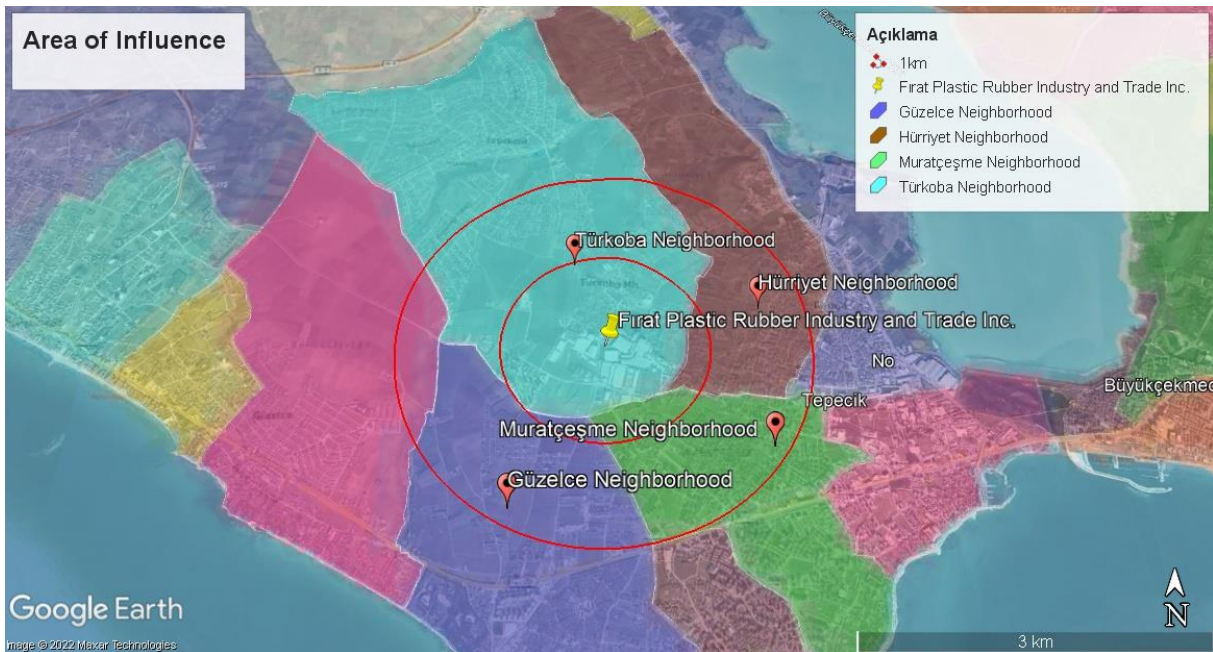 Area of Influence
Açıklama
1km
Fırat Plastic Rubber Industry and Trade Inc.
Güzelce Neighborhood
Hürriyet Neighborhood
Muratçeşme Neighborhood
Türkoba Neighborhood
Türkoba Neighborhood
Hürriyet Neighborhood
Fırat Plastic Rubber Industry and Trade Inc.
No
Büyükçekmec
Tepecik
Muratçeşme Neighborhood
Güzelce Neighborhood
Google Earth
Image © 2022 Maxar Technologies
N
3 km